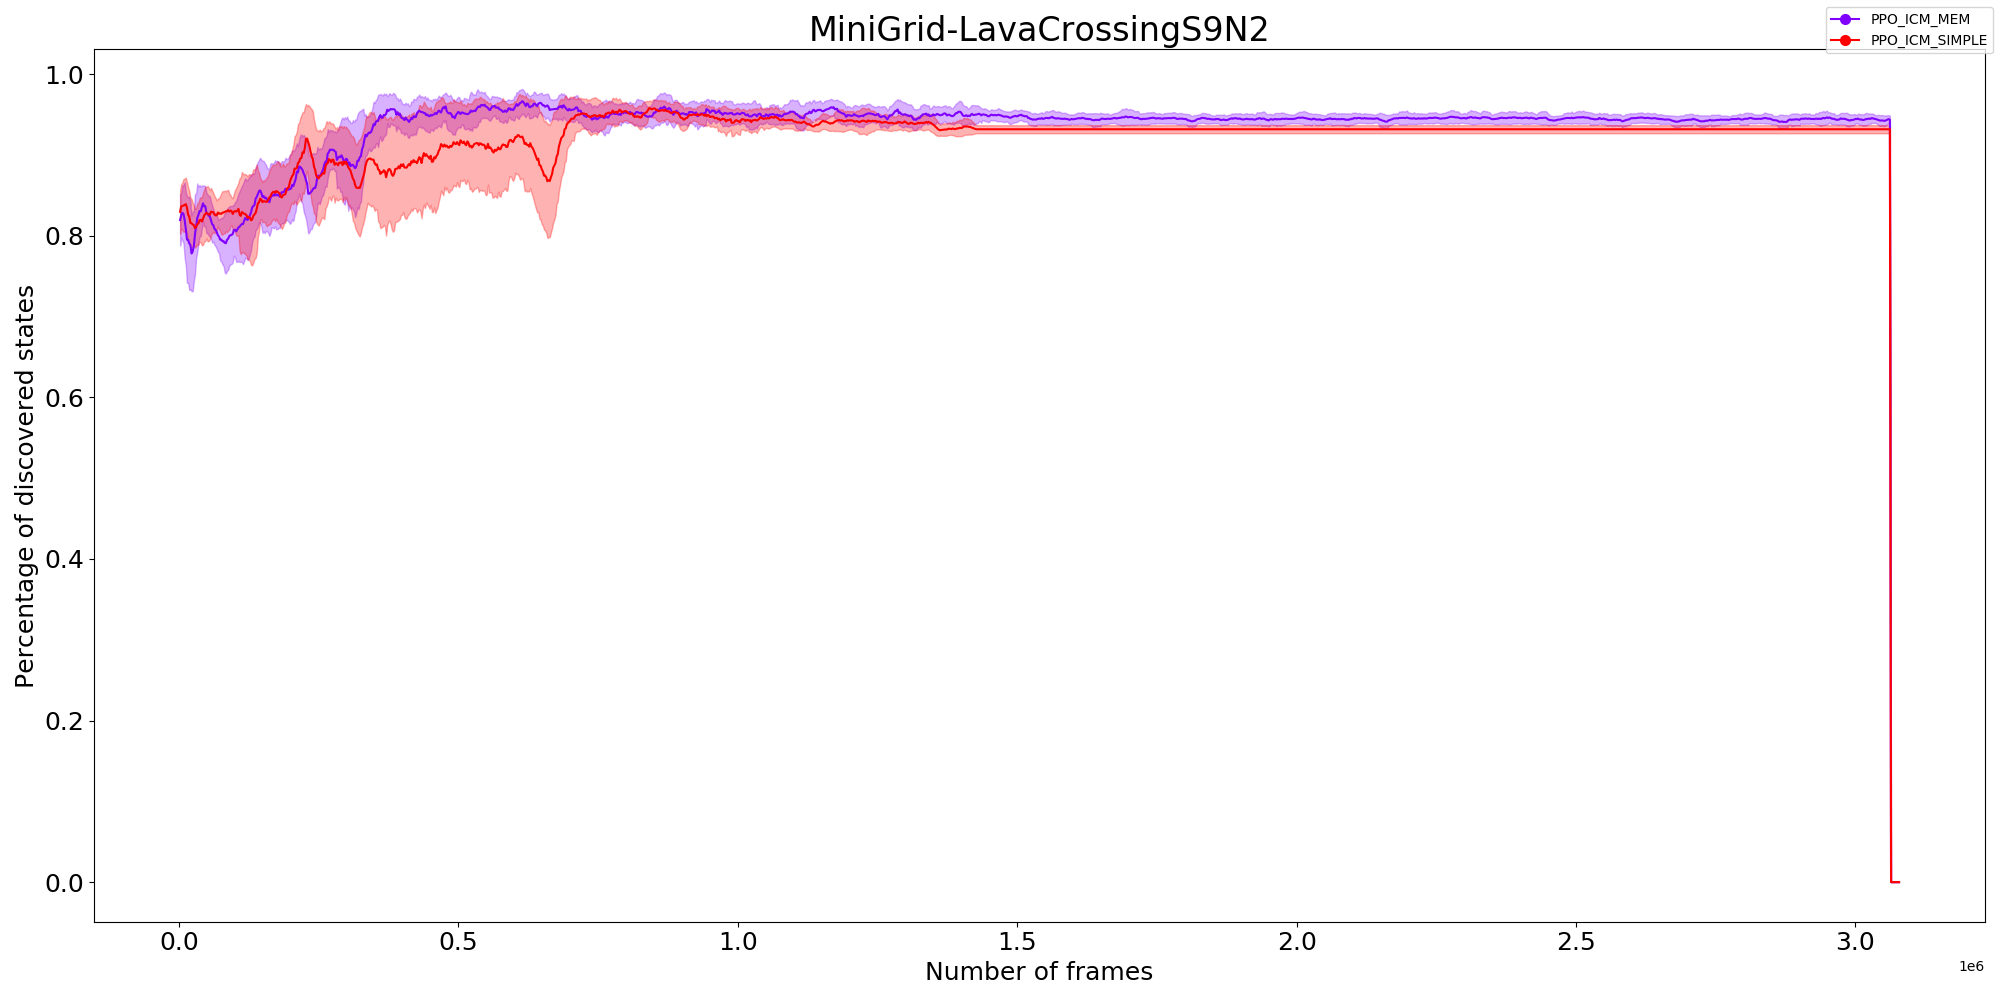 MiniGrid-LavaCrossingS9N2
PPO_ICM_MEM
PPO_ICM_SIMPLE
Percentage of discovered states
1.0
0.8
0.6
0.4
0.2
0.0
0.0 0.5 1.0 1.5 2.0 2.5 3.0
1e6
Number of frames